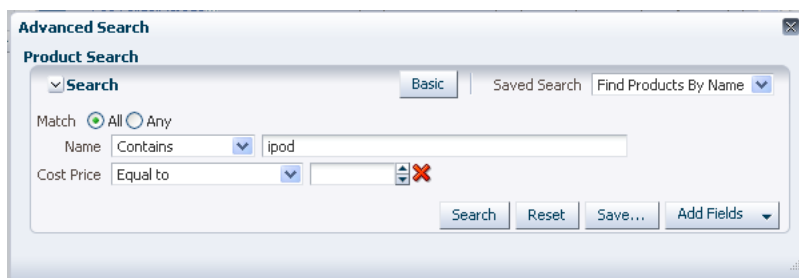 Advanced Search
Product Search
Search Basic Saved Search Find Products By Name
Match All Any
Name Contains ipod
Cost Price Equal to
Search Reset Save... Add Fields